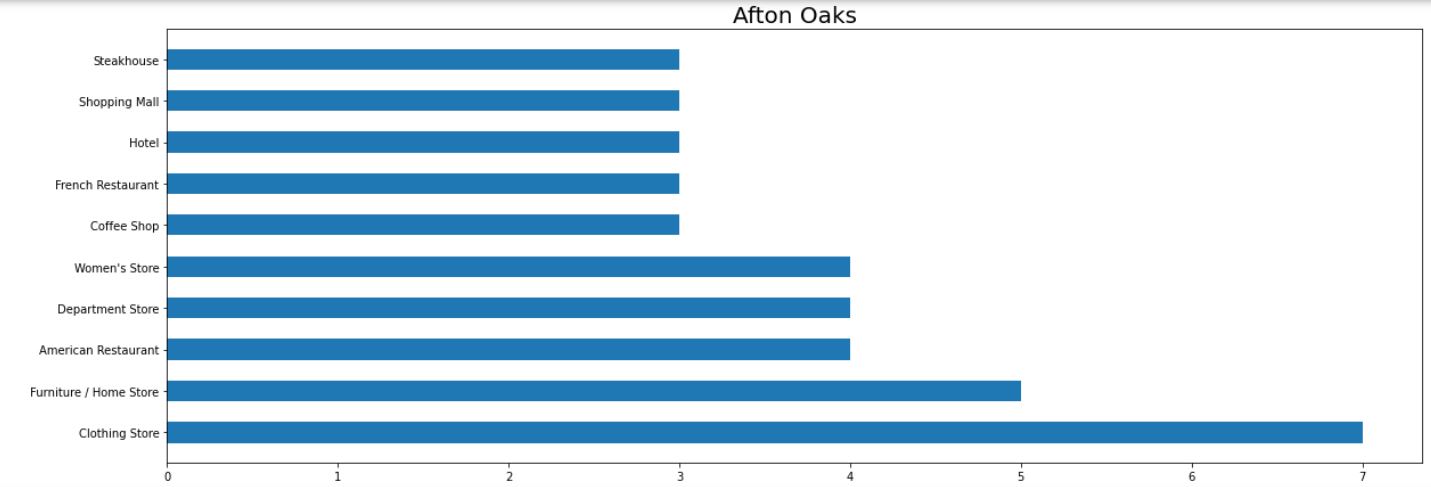 Afton Oaks
Steakhouse
Shopping Mall
Hotel
French Restaurant
Coffee Shop
Women's Store
Department Store
American Restaurant
Furniture / Home Store
Clothing Store
0 1 2 3 4 5 6 7